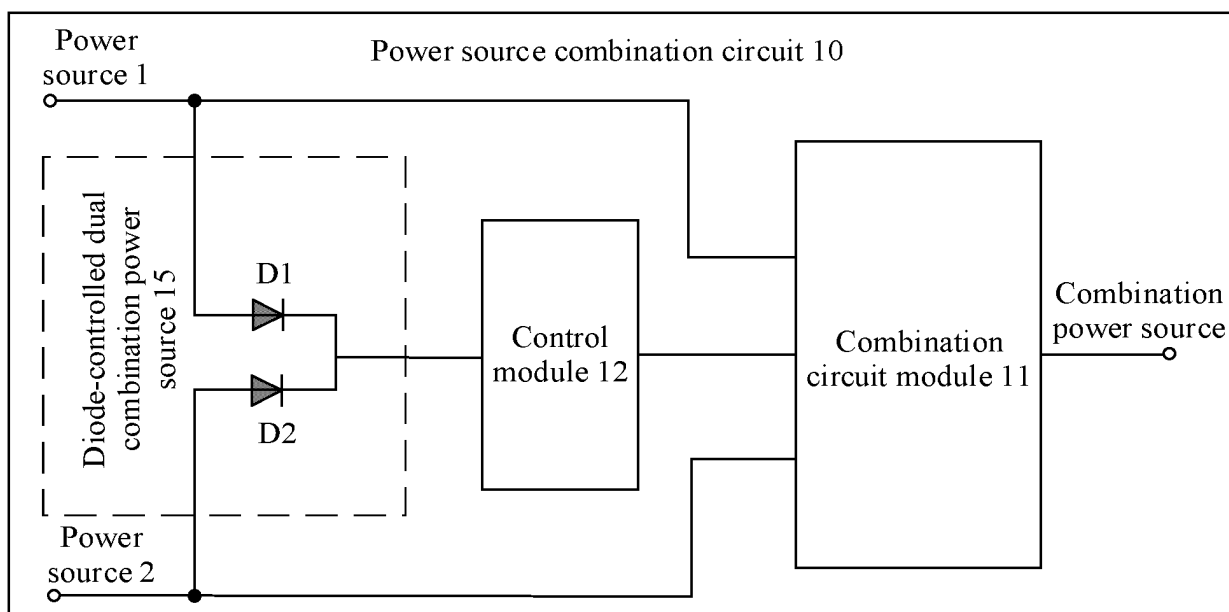 Power
source 1
Power source combination circuit 10
Diode-controlled dual
combination power
source 15
D1
D2
Control
module 12
Combination
circuit module 11
Combination
power source
Power
source 2